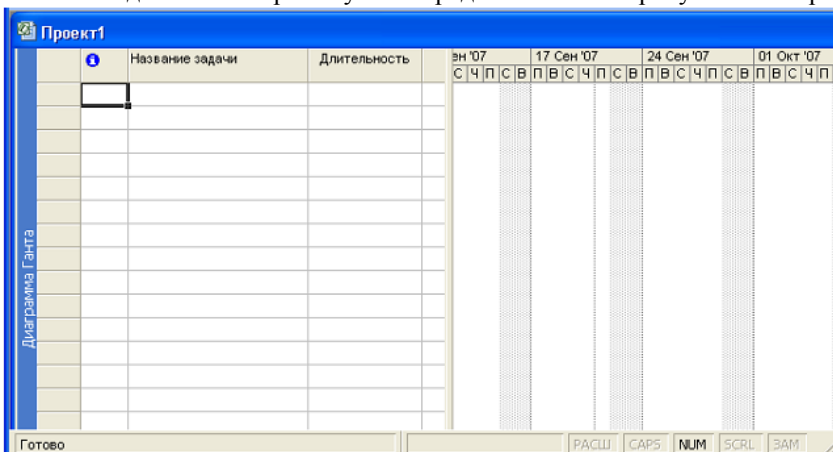 Проект1
Название задачи Длительность ен '07 17 Сен '07 24 Сен '07 01 Окт '07
С Ч П С В П В С Ч П С В П В С Ч П С В П В С Ч П
Диаграмма Ганта
Готово РАСШ CAPS NUM SCRL ЗАМ